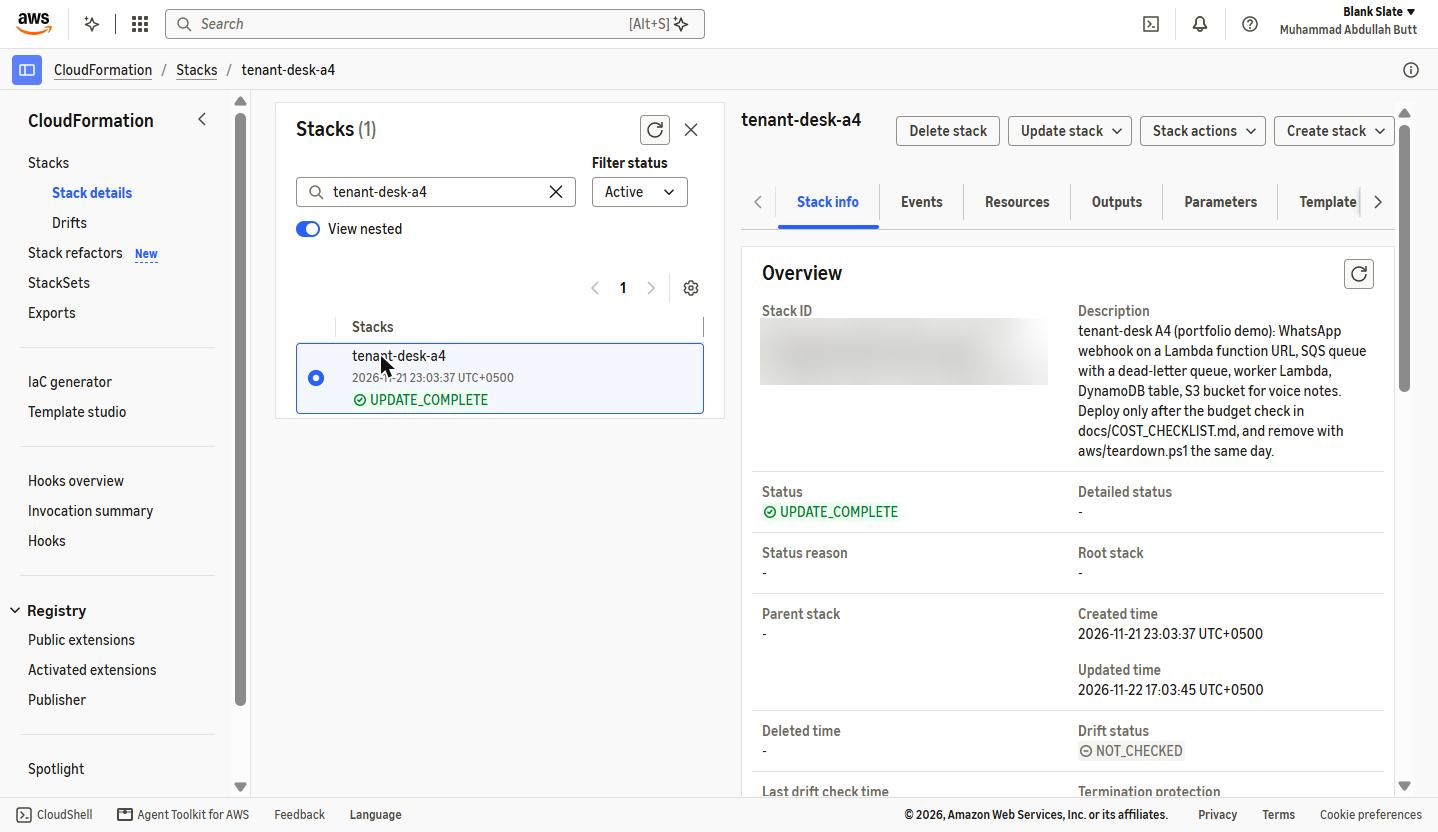 aws
Search
[Alt+S]
Blank Slate
Muhammad Abdullah Butt
CloudFormation / Stacks / tenant-desk-a4
CloudFormation
Stacks
Stack details
Drifts
Stack refactors New
StackSets
Exports
IaC generator
Template studio
Hooks overview
Invocation summary
Hooks
Registry
Public extensions
Activated extensions
Publisher
Spotlight
Stacks (1)
Filter status
tenant-desk-a4
Active
View nested
1
Stacks
tenant-desk-a4
2026-11-21 23:03:37 UTC+0500
UPDATE_COMPLETE
tenant-desk-a4
Delete stack
Update stack
Stack actions
Create stack
Stack info
Events
Resources
Outputs
Parameters
Template
Overview
Stack ID
Description
tenant-desk A4 (portfolio demo): WhatsApp
webhook on a Lambda function URL, SQS queue
with a dead-letter queue, worker Lambda,
DynamoDB table, S3 bucket for voice notes.
Deploy only after the budget check in
docs/COST_CHECKLIST.md, and remove with
aws/teardown.ps1 the same day.
Status
UPDATE_COMPLETE
Detailed status
-
Status reason
-
Root stack
-
Parent stack
-
Created time
2026-11-21 23:03:37 UTC+0500
Updated time
2026-11-22 17:03:45 UTC+0500
Deleted time
-
Drift status
NOT_CHECKED
Last drift check time
Termination protection
CloudShell
Agent Toolkit for AWS
Feedback
Language
© 2026, Amazon Web Services, Inc. or its affiliates.
Privacy
Terms
Cookie preferences